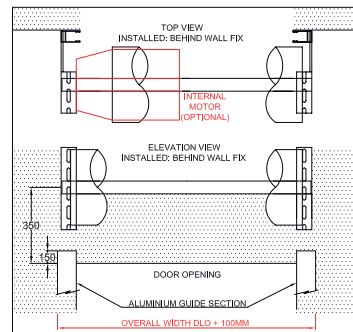 TOP VIEW
INSTALLED: BEHIND WALL FIX
INTERNAL
MOTOR
(OPTIONAL)
ELEVATION VIEW
INSTALLED: BEHIND WALL FIX
350
150
DOOR OPENING
ALUMINIUM GUIDE SECTION
OVERALL WIDTH DLO + 100MM